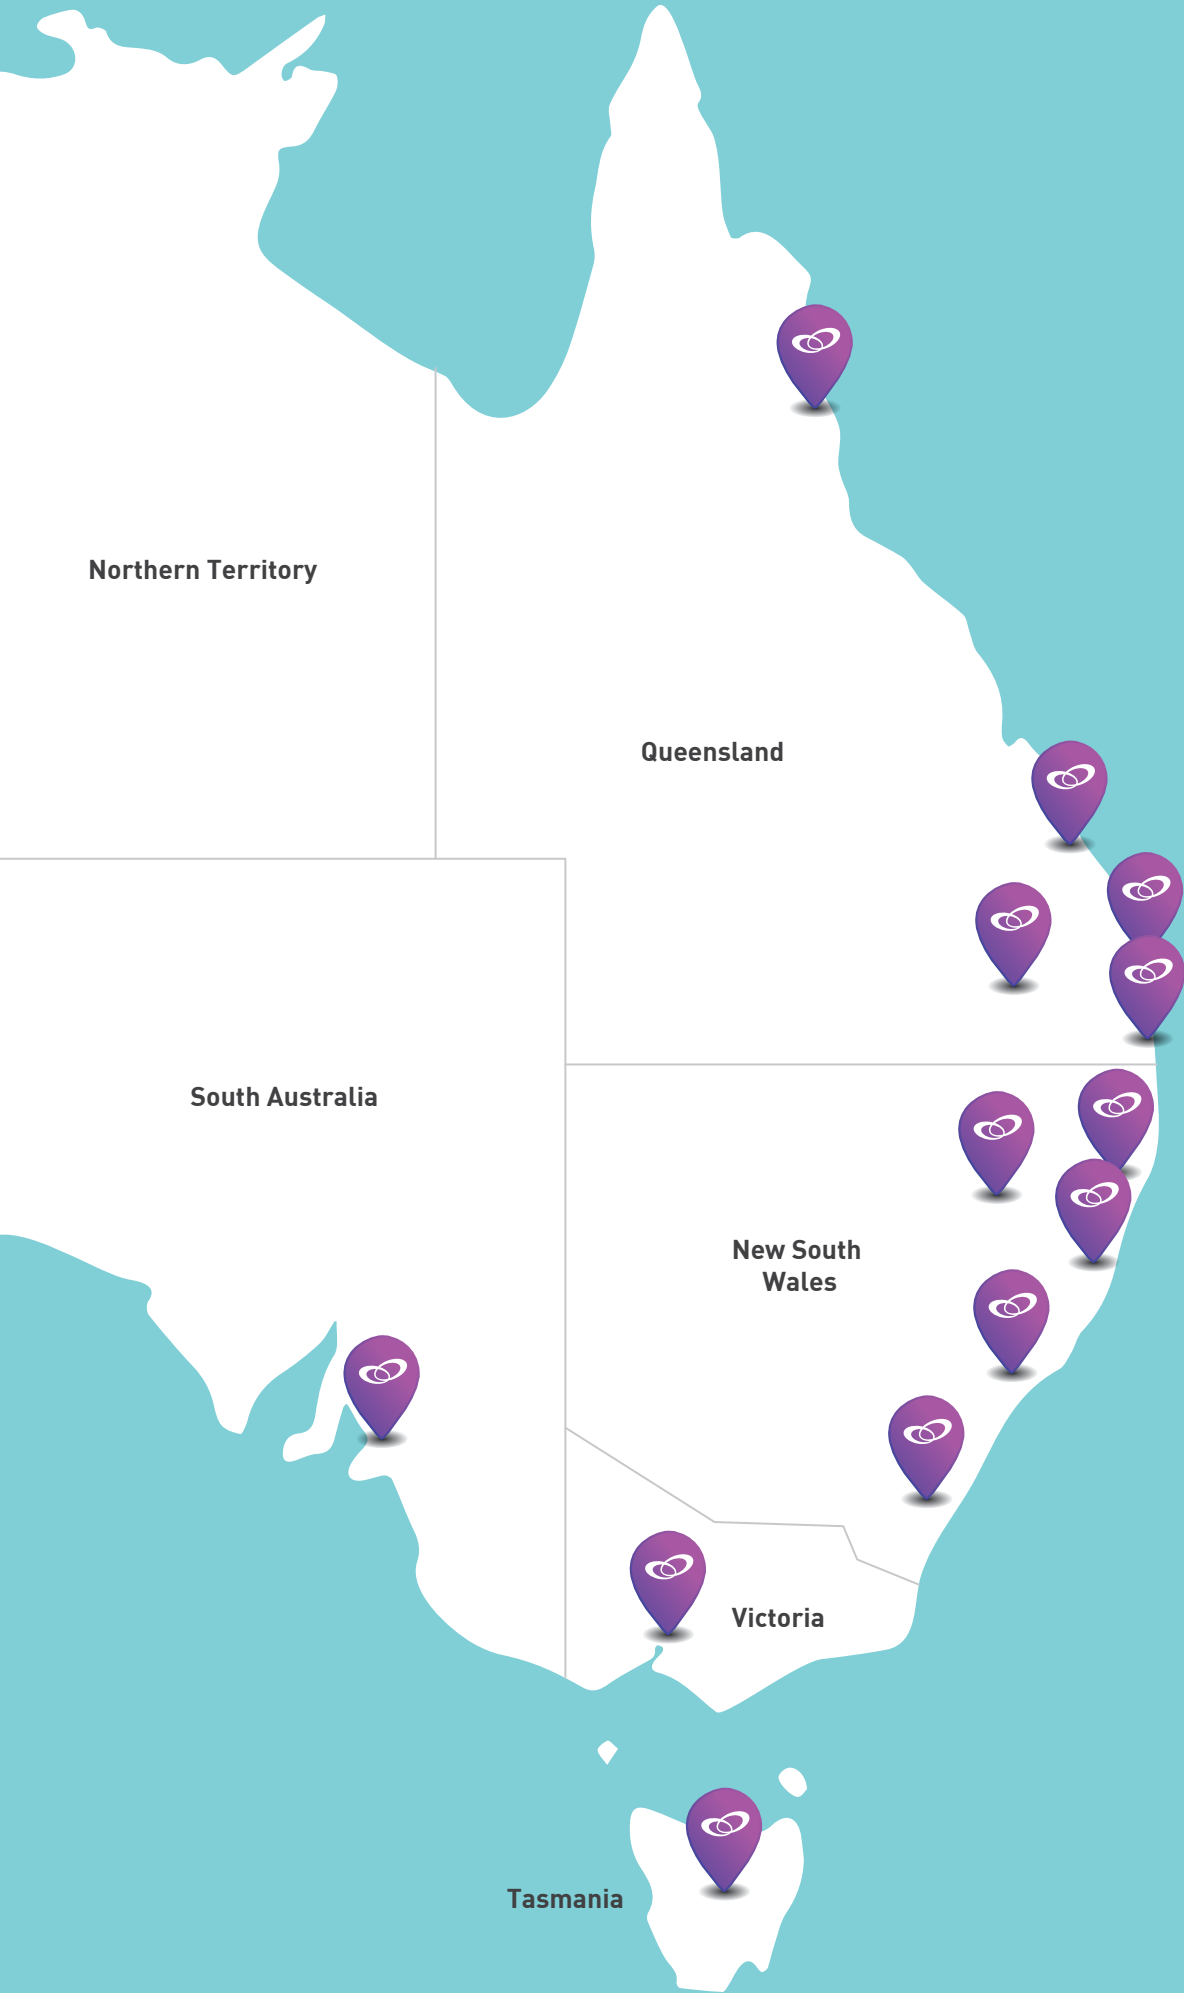 Northern Territory
Queensland
South Australia
New South
Wales
Victoria
Tasmania